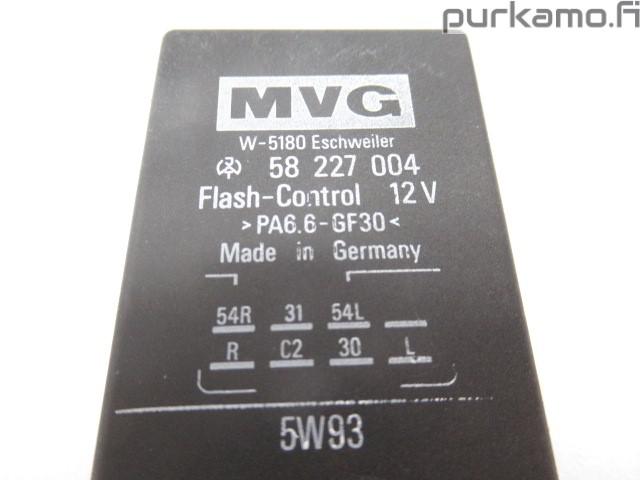 purkamo.fi
MVG
W-5180 Eschweiler
58 227 004
Flash-Control 12V
>PA6.6-GF30<
Made in Germany
54R 31 54L
R C2 30 L
5W93